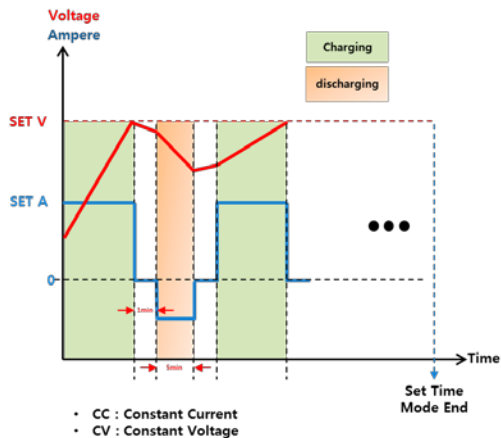 Voltage
Ampere
Charging
discharging
SET V
SET A
0
1min
5min
Time
Set Time
Mode End
• CC : Constant Current
• CV : Constant Voltage